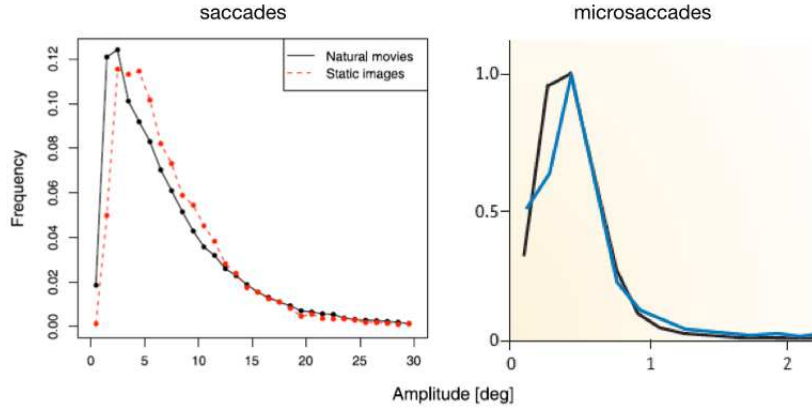 saccades
microsaccades
Natural movies
Static images
Frequency
0.12
0.10
0.08
0.06
0.04
0.02
0.00
0 5 10 15 20 25 30
1.0
0.5
0
0 1 2
Amplitude [deg]